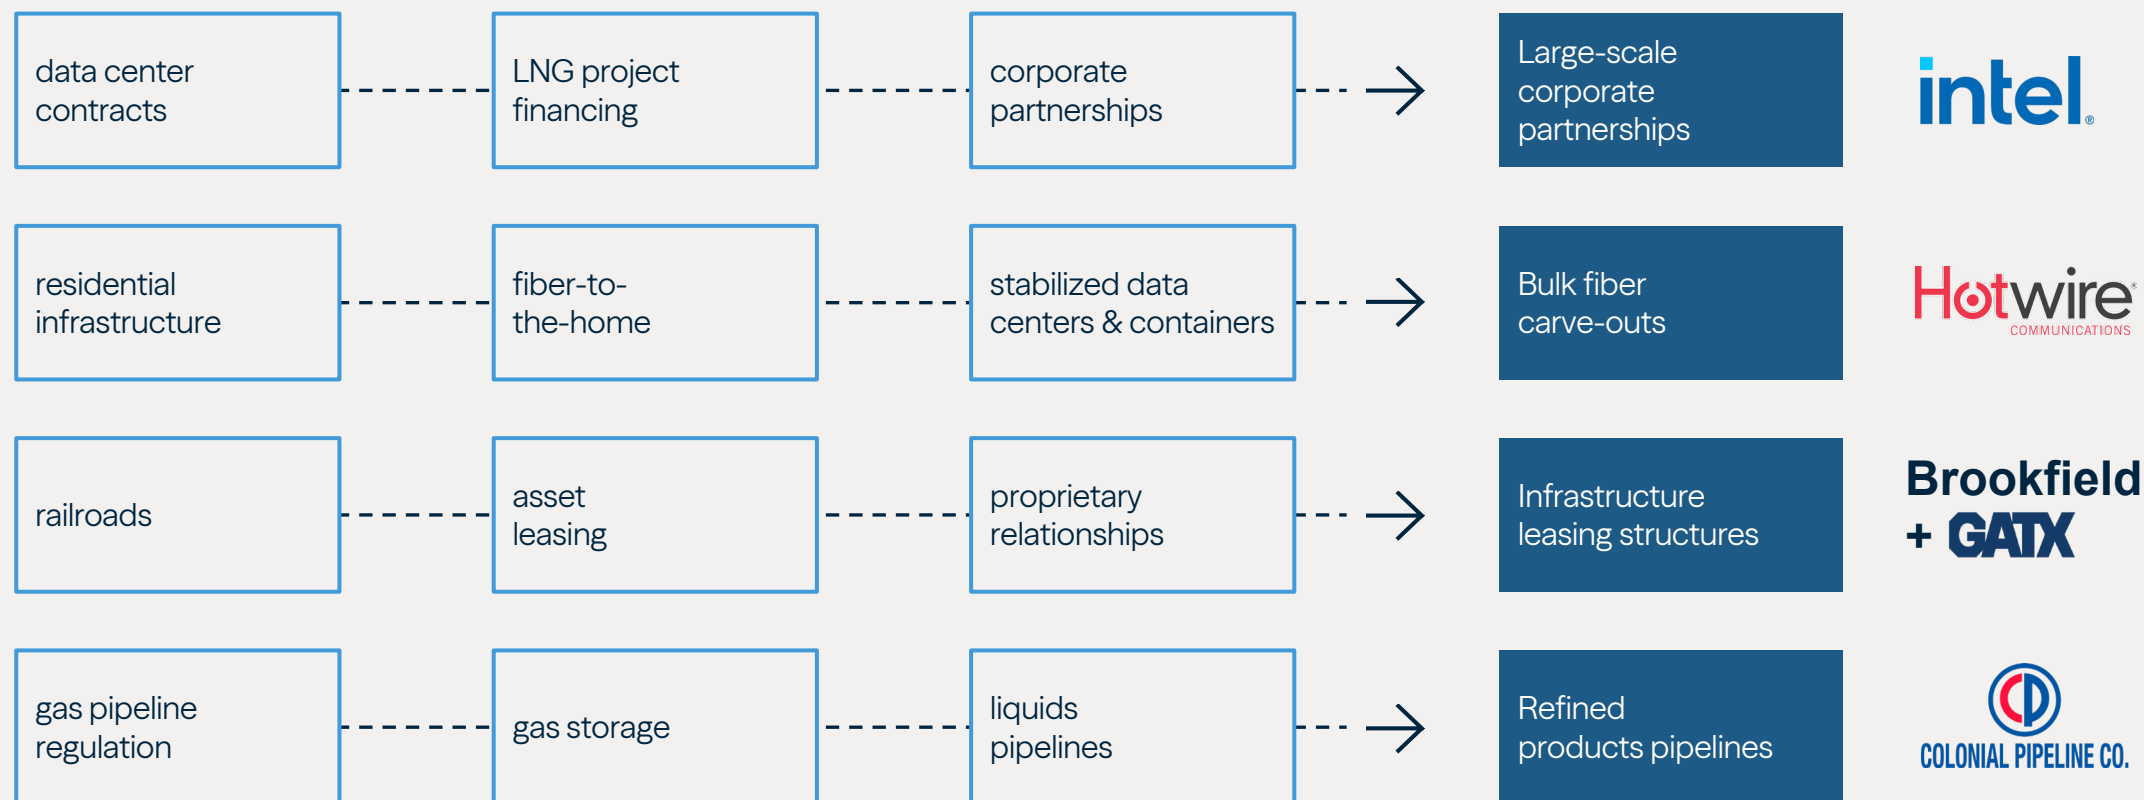 data center
contracts
LNG project
financing
corporate
partnerships
Large-scale
corporate
partnerships
intel®
residential
infrastructure
fiber-to-
the-home
stabilized data
centers & containers
Bulk fiber
carve-outs
Hotwire®
COMMUNICATIONS
railroads
asset
leasing
proprietary
relationships
Infrastructure
leasing structures
Brookfield
+ GATX
gas pipeline
regulation
gas storage
liquids
pipelines
Refined
products pipelines
CP
COLONIAL PIPELINE CO.